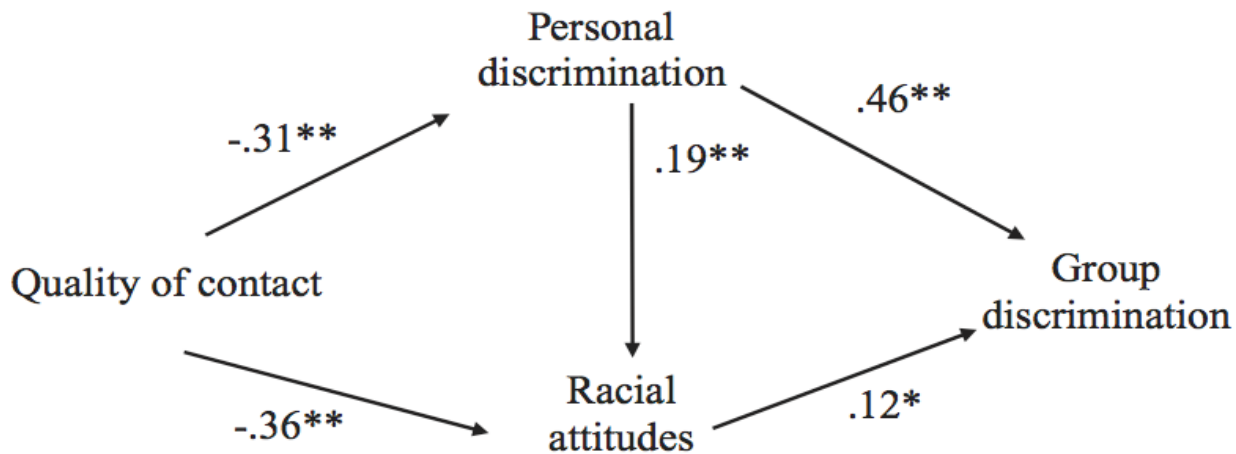 Personal
discrimination
.46**
-.31**
.19**
Quality of contact
Group
discrimination
Racial
attitudes
-.36**
.12*